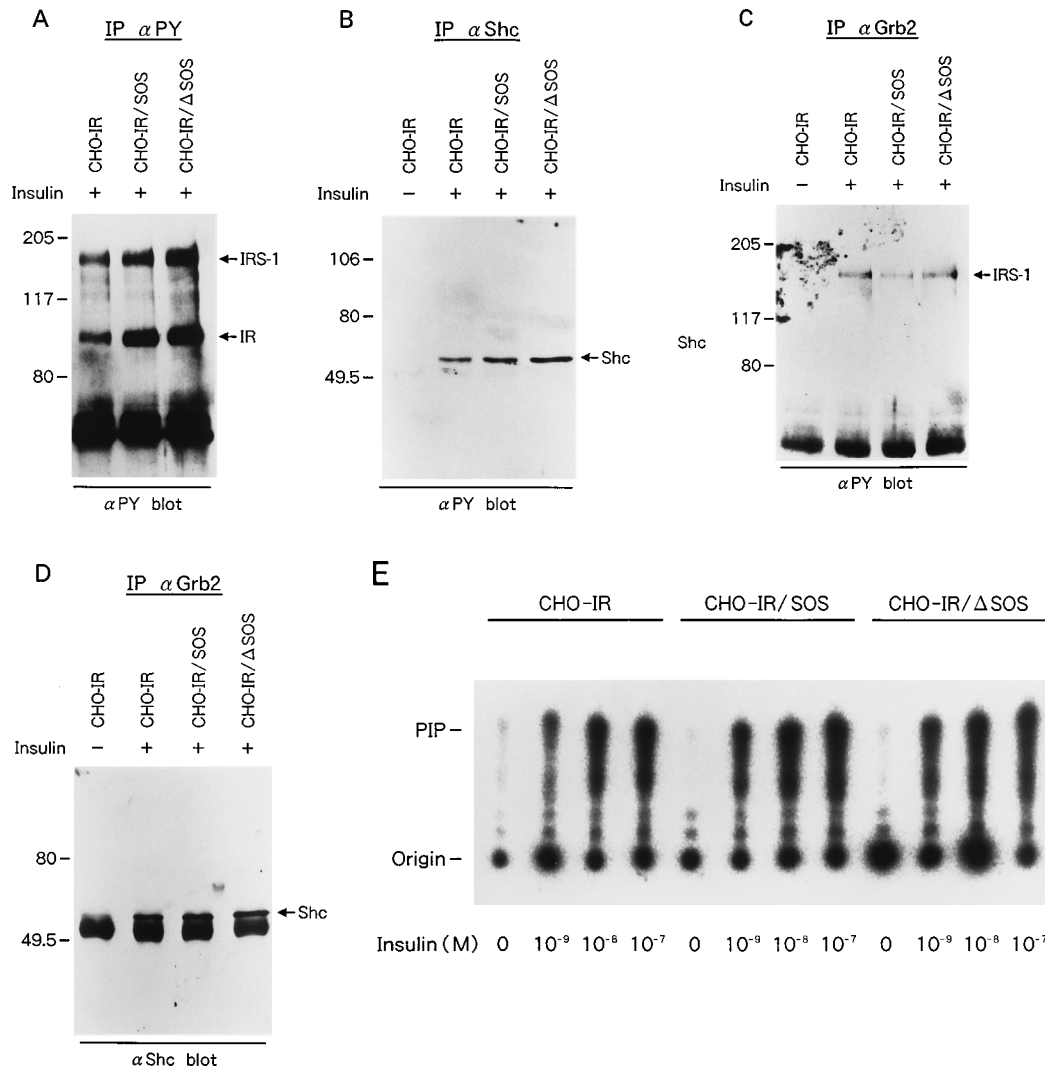 A
IP αPY
CHO-IR
CHO-IR/SOS
CHO-IR/ΔSOS
Insulin + + +
205
IRS-1
117
IR
80
αPY blot
B
IP αShc
CHO-IR
CHO-IR
CHO-IR/SOS
CHO-IR/ΔSOS
Insulin − + + +
106
80
Shc
49.5
αPY blot
C
IP αGrb2
CHO-IR
CHO-IR
CHO-IR/SOS
CHO-IR/ΔSOS
Insulin − + + +
205
IRS-1
117
Shc
80
αPY blot
D
IP αGrb2
CHO-IR
CHO-IR
CHO-IR/SOS
CHO-IR/ΔSOS
Insulin − + + +
80
Shc
49.5
αShc blot
E
CHO-IR CHO-IR/SOS CHO-IR/ΔSOS
PIP
Origin
Insulin (M) 0 10⁻⁹ 10⁻⁸ 10⁻⁷ 0 10⁻⁹ 10⁻⁸ 10⁻⁷ 0 10⁻⁹ 10⁻⁸ 10⁻⁷